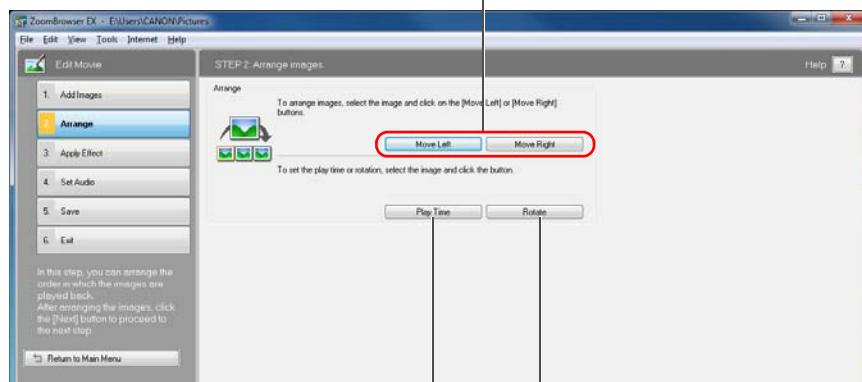 ZoomBrowser EX - E:\Users\CANON\Pictures
File Edit View Tools Internet Help
Edit Movie
STEP 2: Arrange images.
Help ?
1. Add Images
2. Arrange
3. Apply Effect
4. Set Audio
5. Save
6. Exit
In this step, you can arrange the
order in which the images are
played back.
After arranging the images, click
the [Next] button to proceed to
the next step.
Return to Main Menu
Arrange
To arrange images, select the image and click on the [Move Left] or [Move Right]
buttons.
Move Left Move Right
To set the play time or rotation, select the image and click the button.
Play Time Rotate